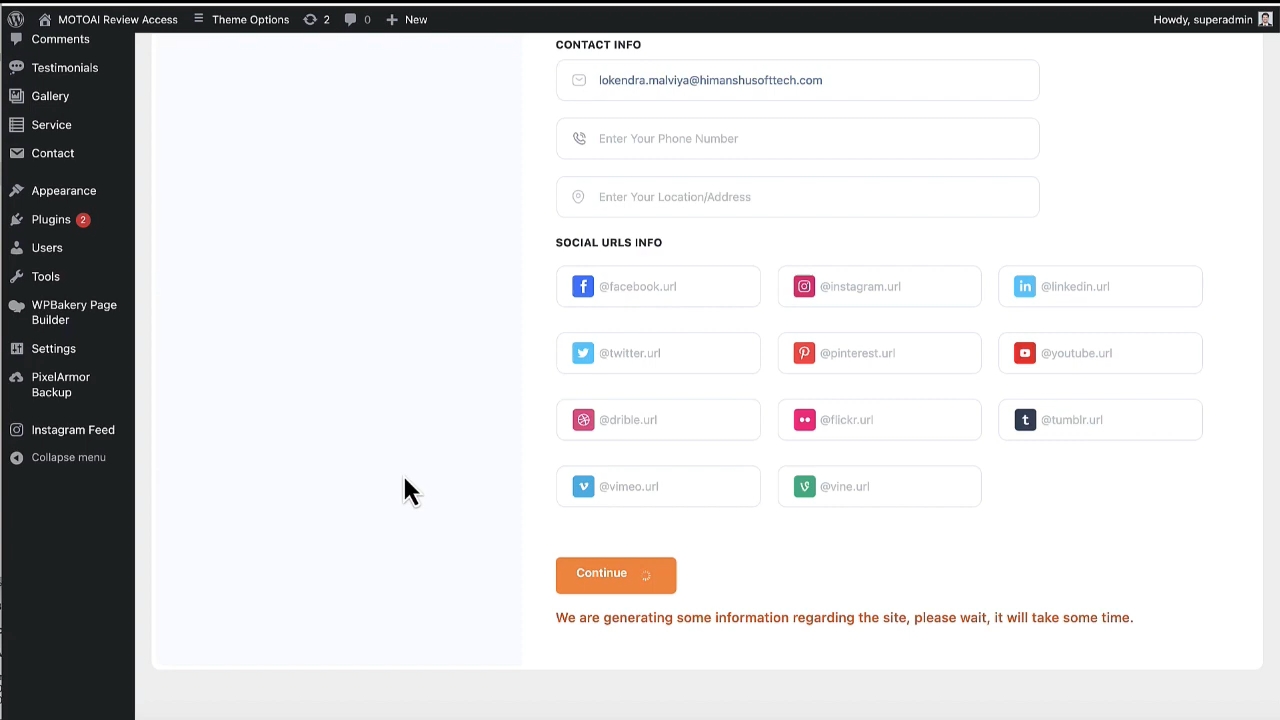 MOTOAI Review Access
Theme Options
2
0
New
Howdy, superadmin
Comments
Testimonials
Gallery
Service
Contact
Appearance
Plugins 2
Users
Tools
WPBakery Page
Builder
Settings
PixelArmor
Backup
Instagram Feed
Collapse menu
CONTACT INFO
lokendra.malviya@himanshusofttech.com
Enter Your Phone Number
Enter Your Location/Address
SOCIAL URLS INFO
@facebook.url
@instagram.url
@linkedin.url
@twitter.url
@pinterest.url
@youtube.url
@drible.url
@flickr.url
@tumblr.url
@vimeo.url
@vine.url
Continue
We are generating some information regarding the site, please wait, it will take some time.